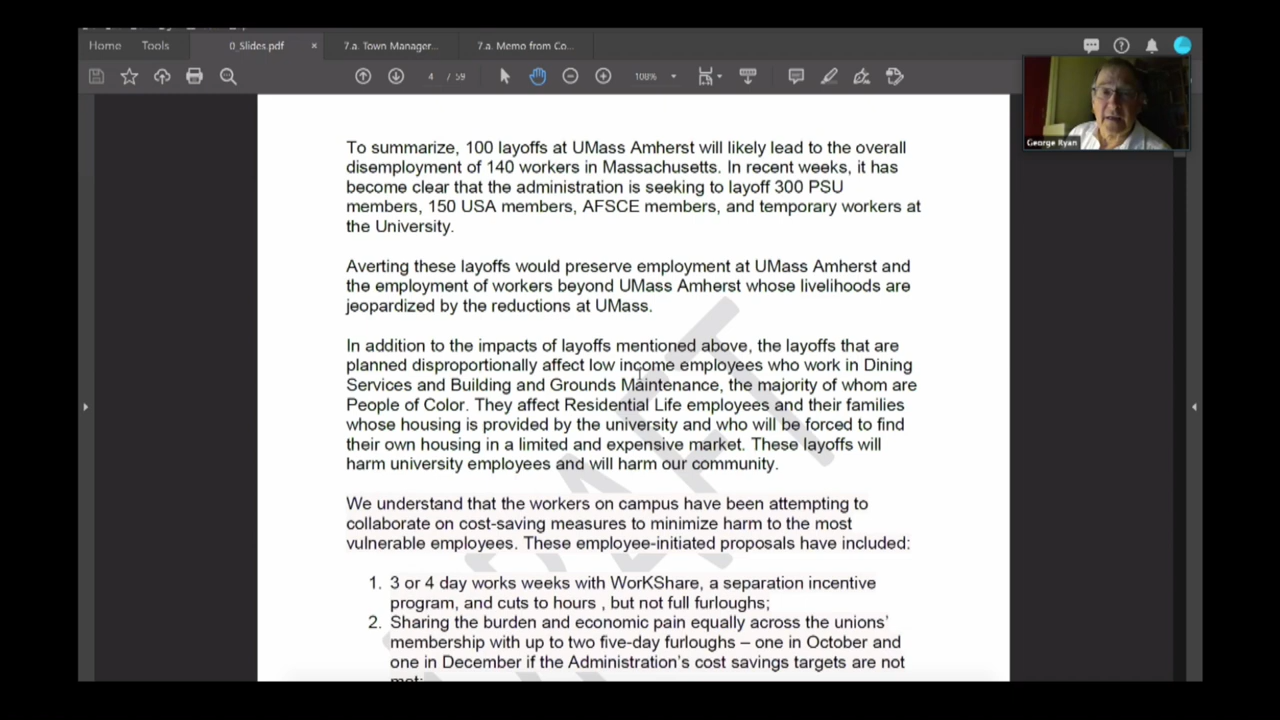 Home Tools 0_Slides.pdf × 7.a. Town Manager... 7.a. Memo from Co...
4 / 59 100%
George Ryan
To summarize, 100 layoffs at UMass Amherst will likely lead to the overall
disemployment of 140 workers in Massachusetts. In recent weeks, it has
become clear that the administration is seeking to layoff 300 PSU
members, 150 USA members, AFSCE members, and temporary workers at
the University.
Averting these layoffs would preserve employment at UMass Amherst and
the employment of workers beyond UMass Amherst whose livelihoods are
jeopardized by the reductions at UMass.
In addition to the impacts of layoffs mentioned above, the layoffs that are
planned disproportionally affect low income employees who work in Dining
Services and Building and Grounds Maintenance, the majority of whom are
People of Color. They affect Residential Life employees and their families
whose housing is provided by the university and who will be forced to find
their own housing in a limited and expensive market. These layoffs will
harm university employees and will harm our community.
We understand that the workers on campus have been attempting to
collaborate on cost-saving measures to minimize harm to the most
vulnerable employees. These employee-initiated proposals have included:
1. 3 or 4 day works weeks with WorKShare, a separation incentive
program, and cuts to hours , but not full furloughs;
2. Sharing the burden and economic pain equally across the unions'
membership with up to two five-day furloughs – one in October and
one in December if the Administration's cost savings targets are not
met;
DRAFT